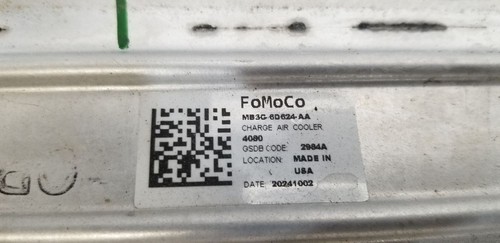 FoMoCo
MB3G-6D624-AA
CHARGE AIR COOLER
4080
GSDB CODE: 2984A
LOCATION: MADE IN
USA
DATE: 20241002